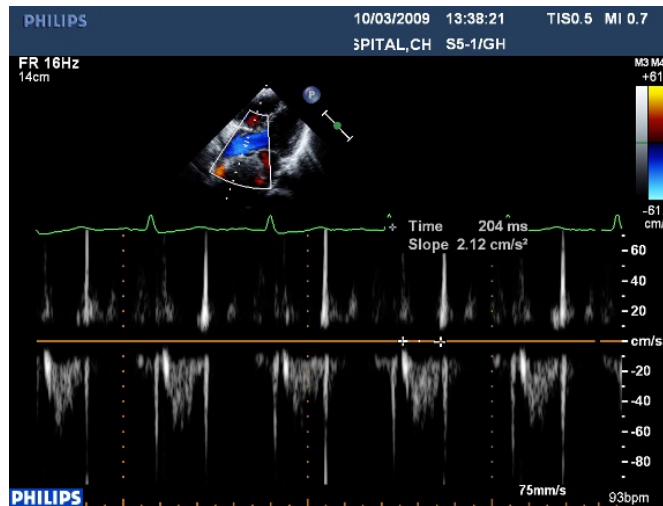 PHILIPS
10/03/2009 13:38:21 TIS0.5 MI 0.7
SPITAL,CH S5-1/GH
FR 16Hz
14cm
M3 M4
+61
P
-61
cm/
Time 204 ms
Slope 2.12 cm/s²
60
40
20
cm/s
-20
-40
-60
-80
75mm/s
PHILIPS
93bpm